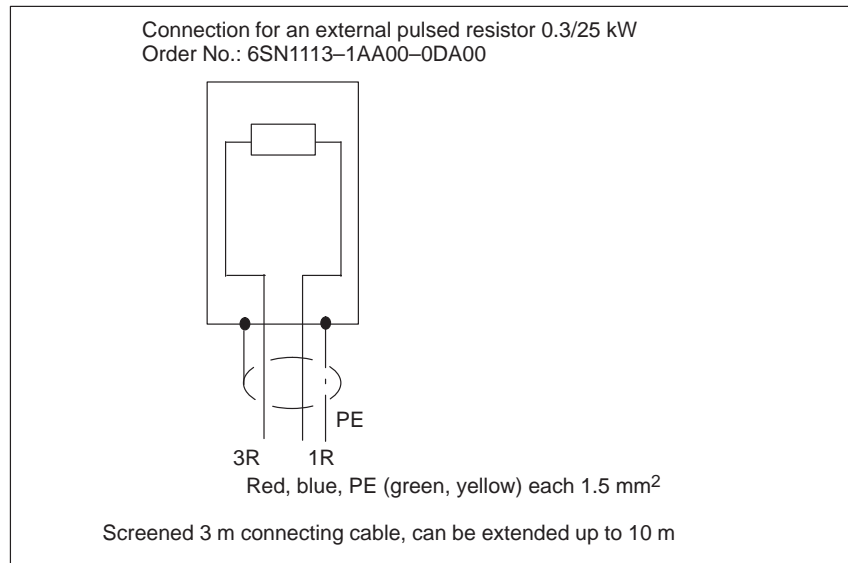 Connection for an external pulsed resistor 0.3/25 kW
Order No.: 6SN1113–1AA00–0DA00
PE
3R 1R
Red, blue, PE (green, yellow) each 1.5 mm²
Screened 3 m connecting cable, can be extended up to 10 m